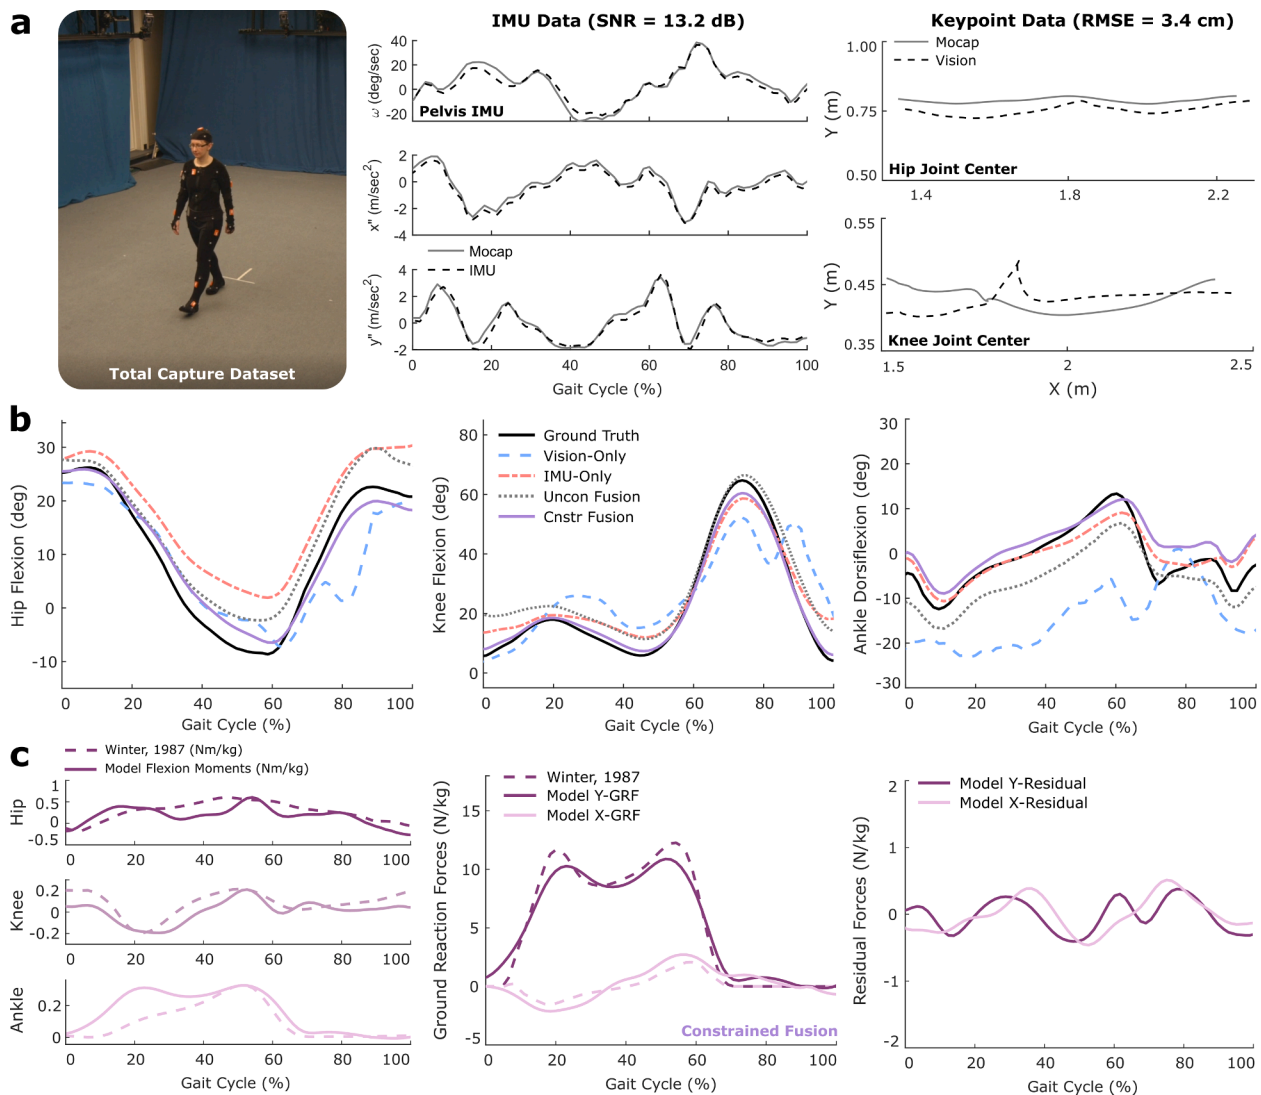 a
IMU Data (SNR = 13.2 dB)
Keypoint Data (RMSE = 3.4 cm)
Total Capture Dataset
ω (deg/sec)
40
20
0
-20
Pelvis IMU
x" (m/sec²)
2
0
-2
-4
Mocap
IMU
y" (m/sec²)
4
2
0
-2
0 20 40 60 80 100
Gait Cycle (%)
Mocap
Vision
Y (m)
1.00
0.75
0.50
Hip Joint Center
1.4 1.8 2.2
Y (m)
0.55
0.45
0.35
Knee Joint Center
1.5 2 2.5
X (m)
b
Hip Flexion (deg)
30
20
10
0
-10
0 20 40 60 80 100
Gait Cycle (%)
Knee Flexion (deg)
80
60
40
20
0
Ground Truth
Vision-Only
IMU-Only
Uncon Fusion
Cnstr Fusion
0 20 40 60 80 100
Gait Cycle (%)
Ankle Dorsiflexion (deg)
30
20
10
0
-10
-20
-30
0 20 40 60 80 100
Gait Cycle (%)
c
Winter, 1987 (Nm/kg)
Model Flexion Moments (Nm/kg)
Hip
1
0.5
0
-0.5
0 20 40 60 80 100
Knee
0.2
0
-0.2
0 20 40 60 80 100
Ankle
0.2
0
0 20 40 60 80 100
Gait Cycle (%)
Ground Reaction Forces (N/kg)
15
10
5
0
-5
Winter, 1987
Model Y-GRF
Model X-GRF
Constrained Fusion
0 20 40 60 80 100
Gait Cycle (%)
Residual Forces (N/kg)
2
1
0
-1
-2
Model Y-Residual
Model X-Residual
0 20 40 60 80 100
Gait Cycle (%)